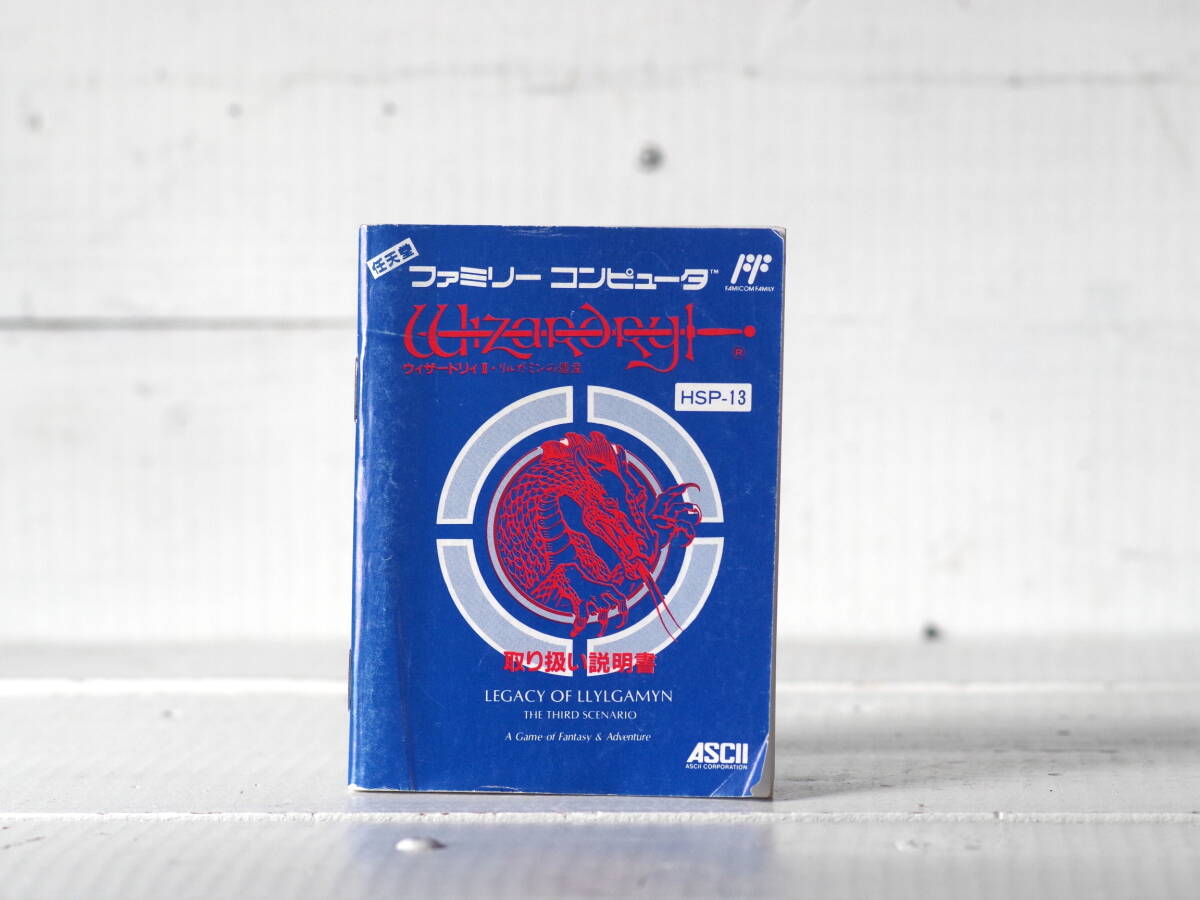 任天堂
ファミリー コンピュータ™
FAMICOM FAMILY
Wizardry
®
ウィザードリィⅡ・リルガミンの遺産
HSP-13
取り扱い説明書
LEGACY OF LLYLGAMYN
THE THIRD SCENARIO
A Game of Fantasy & Adventure
ASCII
ASCII CORPORATION